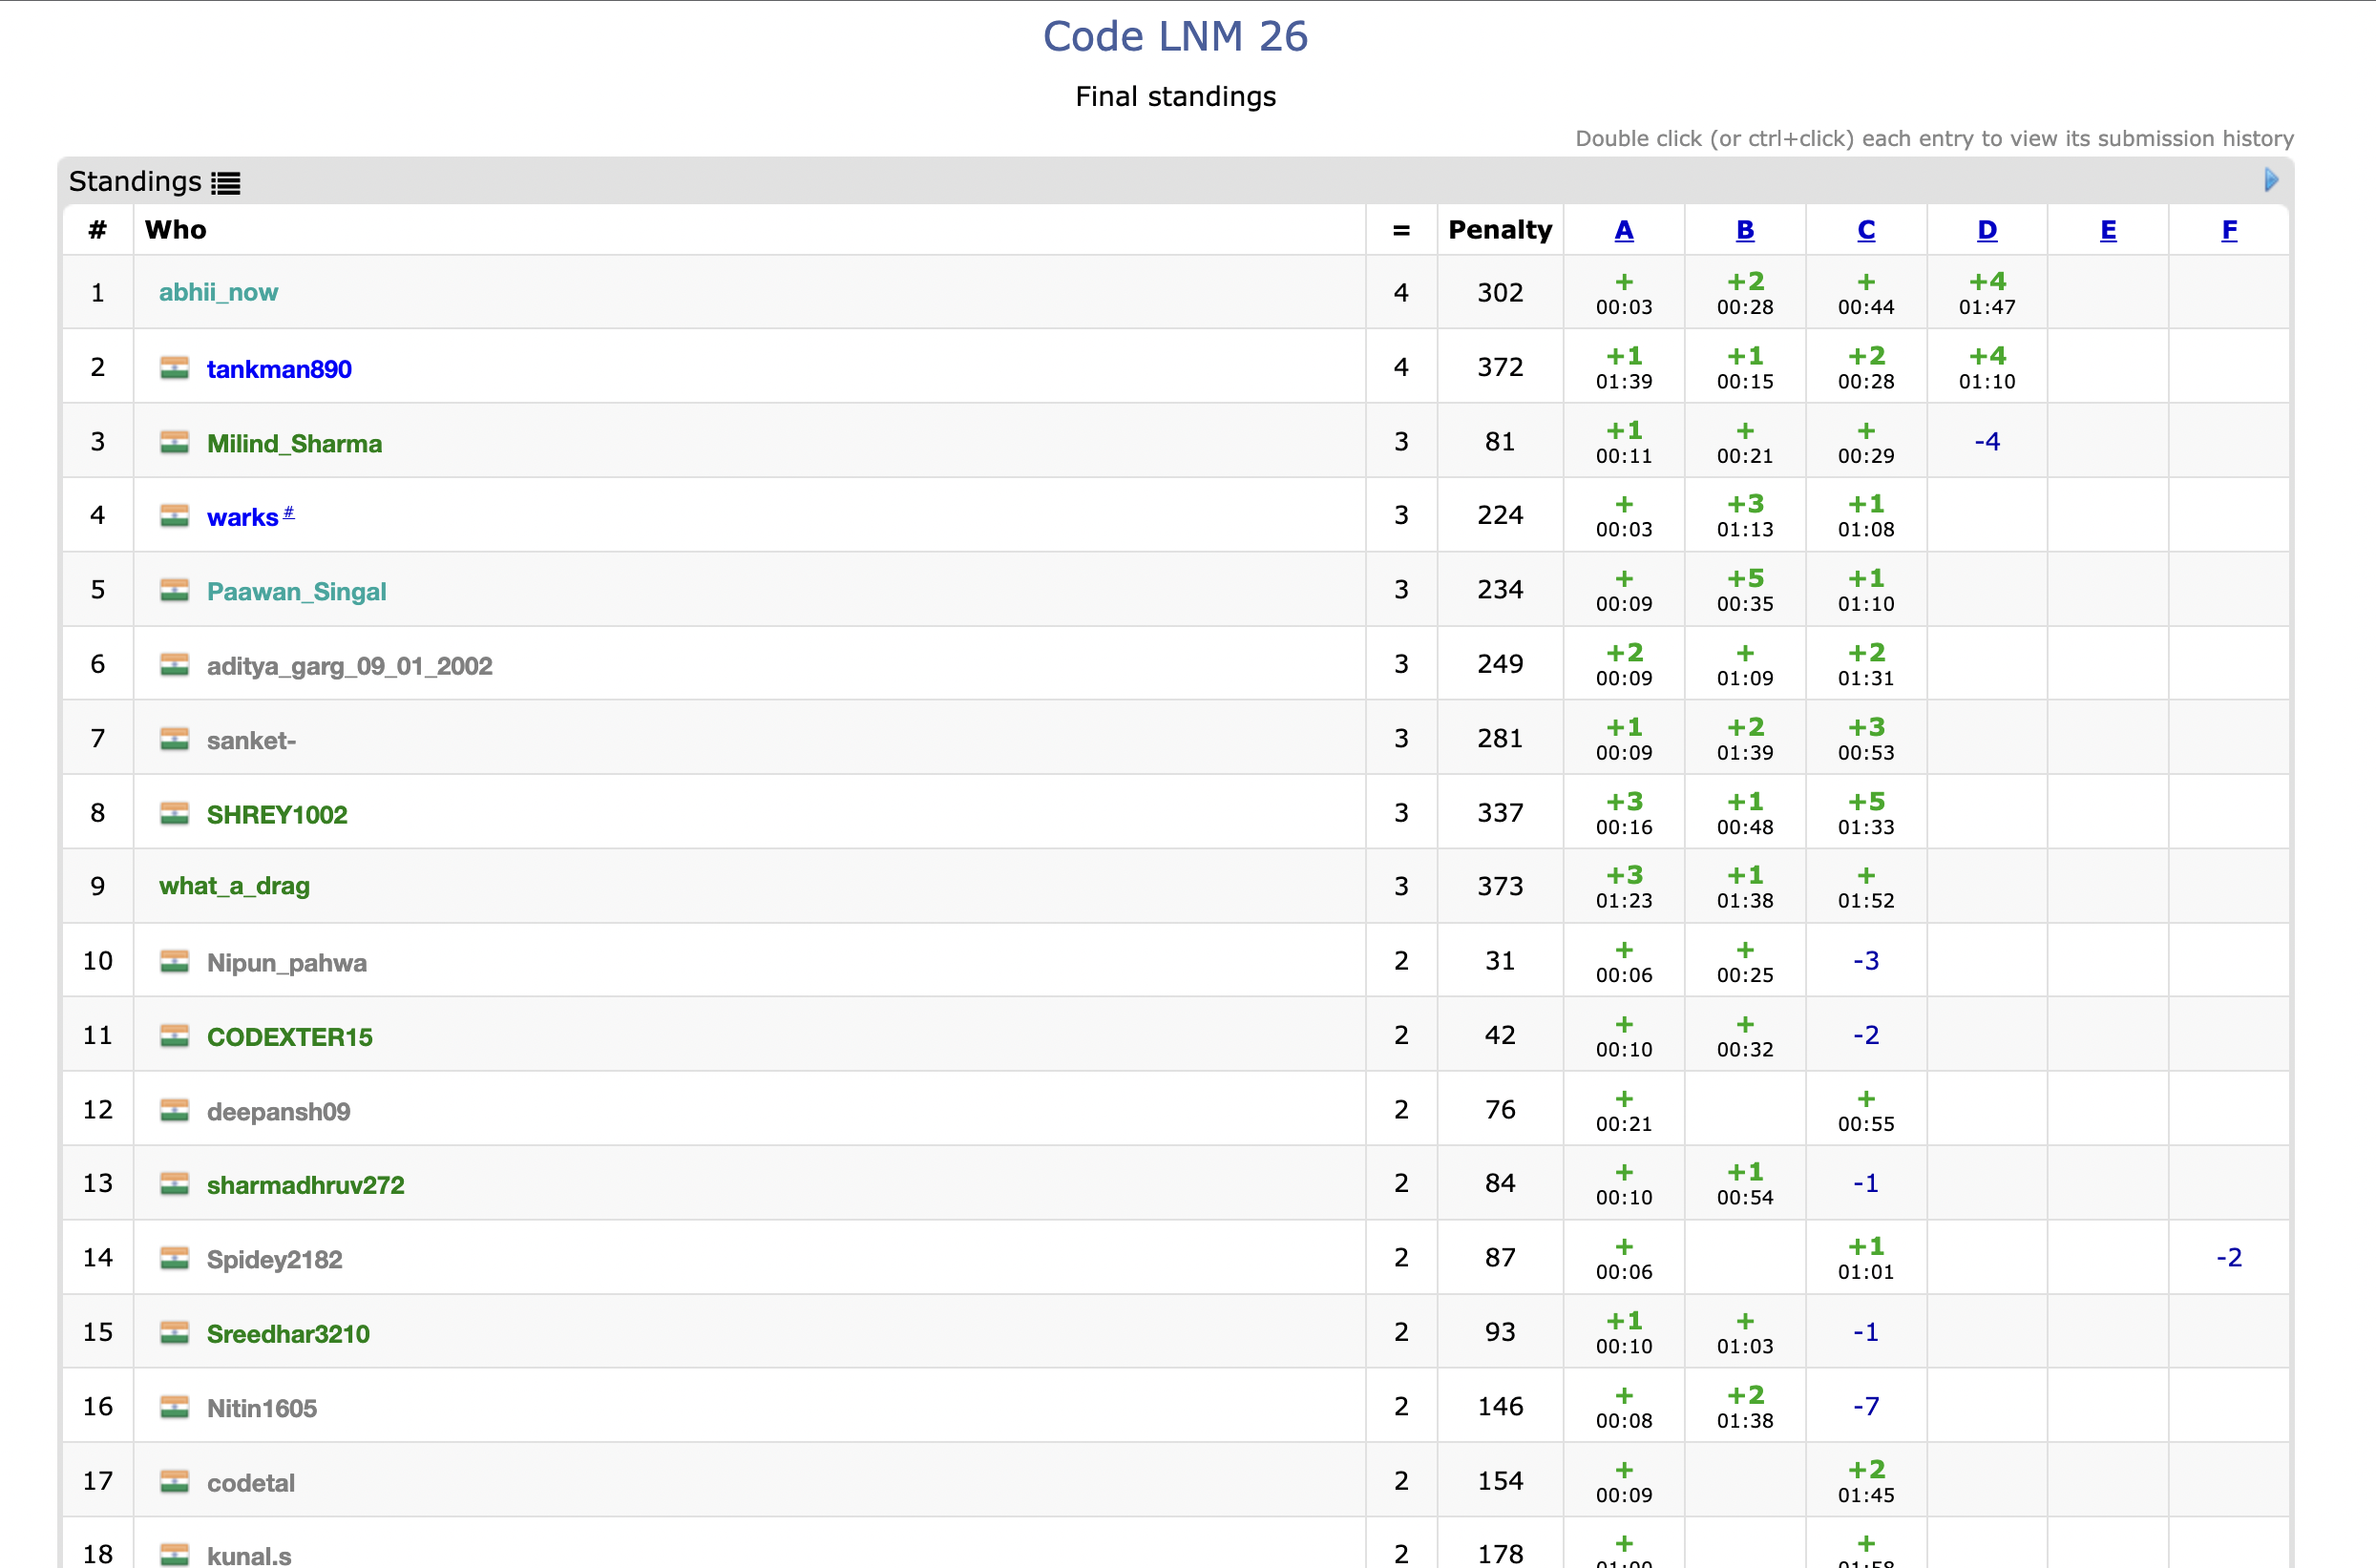 Code LNM 26
Final standings
Double click (or ctrl+click) each entry to view its submission history
Standings
# Who = Penalty A B C D E F
1 abhii_now 4 302 + 00:03 +2 00:28 + 00:44 +4 01:47
2 tankman890 4 372 +1 01:39 +1 00:15 +2 00:28 +4 01:10
3 Milind_Sharma 3 81 +1 00:11 + 00:21 + 00:29 -4
4 warks # 3 224 + 00:03 +3 01:13 +1 01:08
5 Paawan_Singal 3 234 + 00:09 +5 00:35 +1 01:10
6 aditya_garg_09_01_2002 3 249 +2 00:09 + 01:09 +2 01:31
7 sanket- 3 281 +1 00:09 +2 01:39 +3 00:53
8 SHREY1002 3 337 +3 00:16 +1 00:48 +5 01:33
9 what_a_drag 3 373 +3 01:23 +1 01:38 + 01:52
10 Nipun_pahwa 2 31 + 00:06 + 00:25 -3
11 CODEXTER15 2 42 + 00:10 + 00:32 -2
12 deepansh09 2 76 + 00:21 + 00:55
13 sharmadhruv272 2 84 + 00:10 +1 00:54 -1
14 Spidey2182 2 87 + 00:06 +1 01:01 -2
15 Sreedhar3210 2 93 +1 00:10 + 01:03 -1
16 Nitin1605 2 146 + 00:08 +2 01:38 -7
17 codetal 2 154 + 00:09 +2 01:45
18 kunal.s 2 178 + +